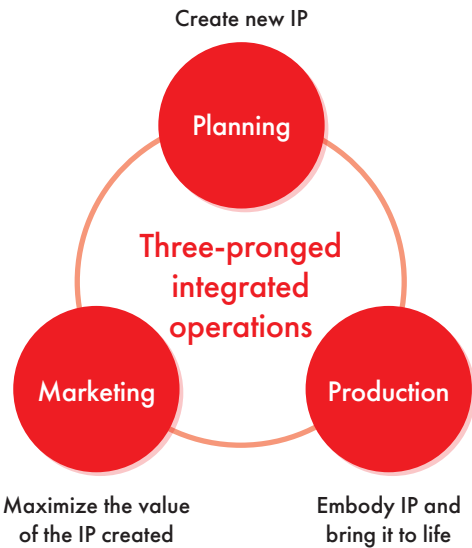 Create new IP
Planning
Three-pronged
integrated
operations
Marketing
Production
Maximize the value
of the IP created
Embody IP and
bring it to life